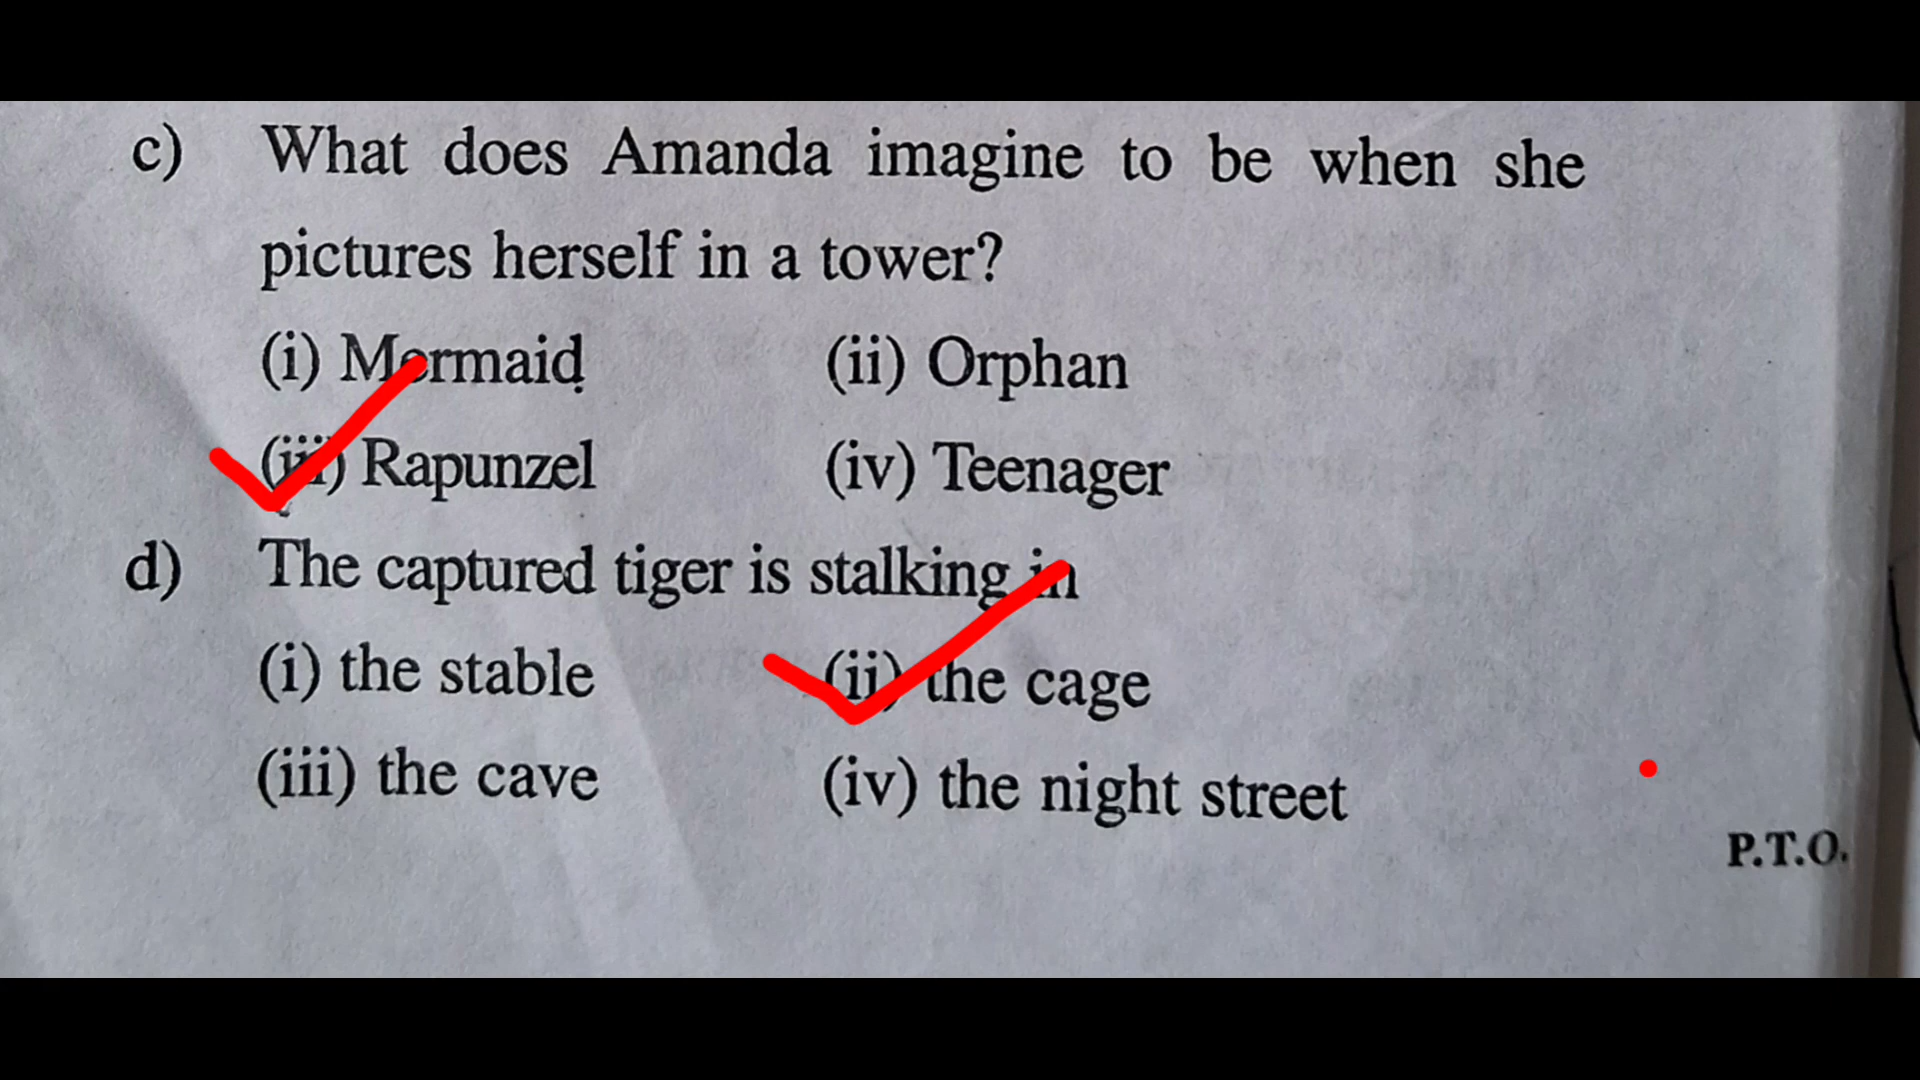 c) What does Amanda imagine to be when she
pictures herself in a tower?
(i) Mermaid (ii) Orphan
(iii) Rapunzel (iv) Teenager
d) The captured tiger is stalking in
(i) the stable (ii) the cage
(iii) the cave (iv) the night street
P.T.O.